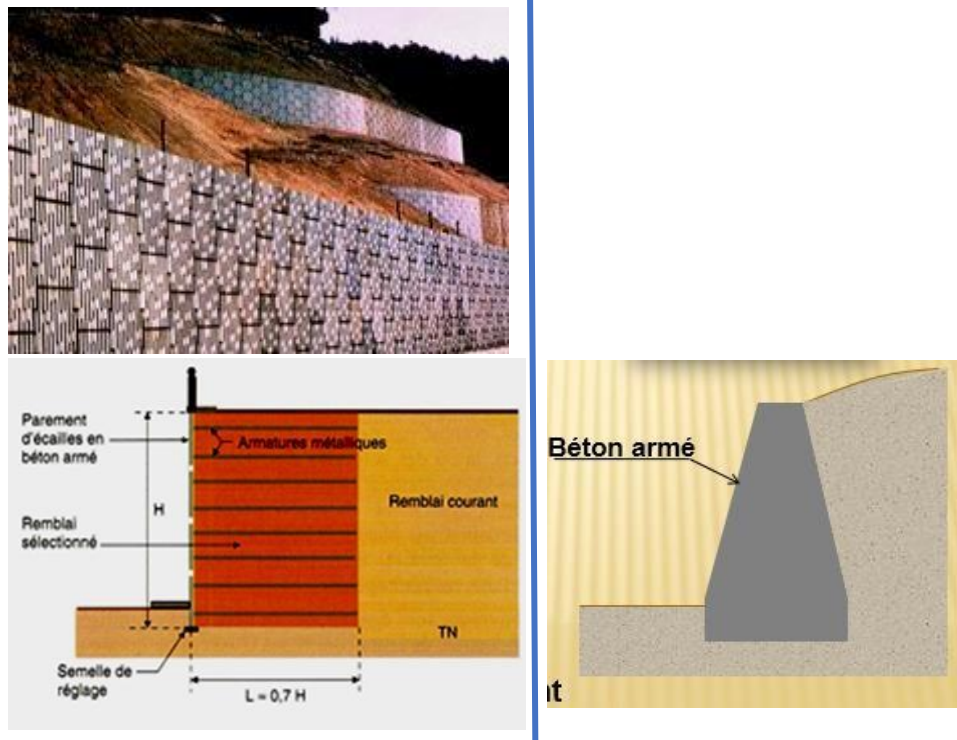 Parement
d'écailles en
béton armé
Armatures métalliques
H
Remblai courant
Remblai
sélectionné
TN
Semelle de
réglage
L = 0,7 H
Béton armé
nt